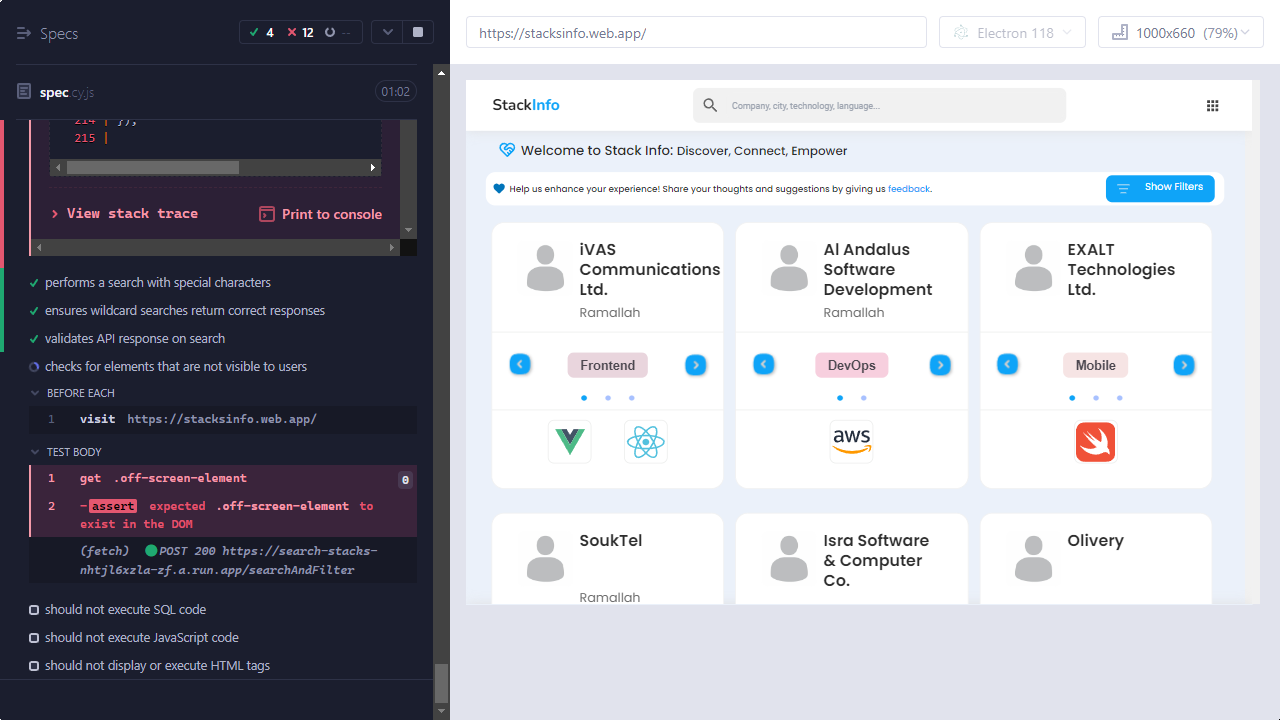 Specs
4 12 --
spec.cy.js 01:02
214 | });
215 |
View stack trace Print to console
performs a search with special characters
ensures wildcard searches return correct responses
validates API response on search
checks for elements that are not visible to users
BEFORE EACH
1 visit https://stacksinfo.web.app/
TEST BODY
1 get .off-screen-element 0
2 -assert expected .off-screen-element to
exist in the DOM
(fetch) POST 200 https://search-stacks-
nhtjl6xzla-zf.a.run.app/searchAndFilter
should not execute SQL code
should not execute JavaScript code
should not display or execute HTML tags
https://stacksinfo.web.app/ Electron 118 1000x660 (79%)
StackInfo Company, city, technology, language...
Welcome to Stack Info: Discover, Connect, Empower
Help us enhance your experience! Share your thoughts and suggestions by giving us feedback. Show Filters
iVAS
Communications
Ltd.
Ramallah
Frontend
Al Andalus
Software
Development
Ramallah
DevOps
aws
EXALT
Technologies
Ltd.
Mobile
SoukTel
Ramallah
Isra Software
& Computer
Co.
Olivery